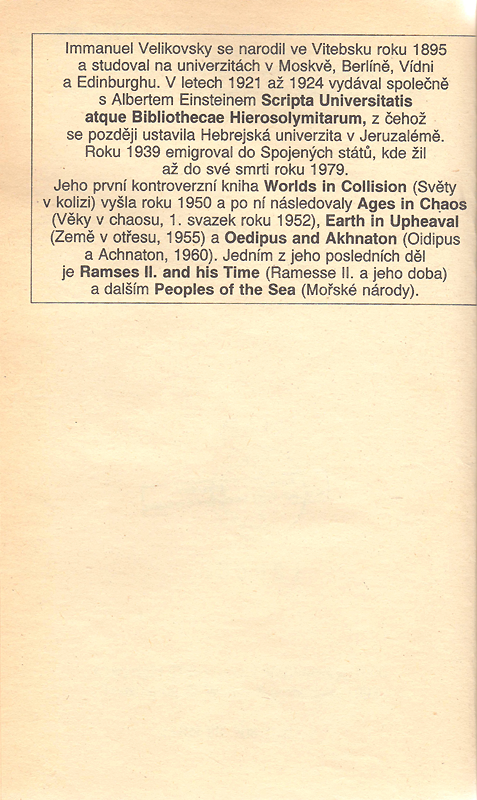 Immanuel Velikovsky se narodil ve Vitebsku roku 1895
a studoval na univerzitách v Moskvě, Berlíně, Vídni
a Edinburghu. V letech 1921 až 1924 vydával společně
s Albertem Einsteinem Scripta Universitatis
atque Bibliothecae Hierosolymitarum, z čehož
se později ustavila Hebrejská univerzita v Jeruzalémě.
Roku 1939 emigroval do Spojených států, kde žil
až do své smrti roku 1979.
Jeho první kontroverzní kniha Worlds in Collision (Světy
v kolizi) vyšla roku 1950 a po ní následovaly Ages in Chaos
(Věky v chaosu, 1. svazek roku 1952), Earth in Upheaval
(Země v otřesu, 1955) a Oedipus and Akhnaton (Oidipus
a Achnaton, 1960). Jedním z jeho posledních děl
je Ramses II. and his Time (Ramesse II. a jeho doba)
a dalším Peoples of the Sea (Mořské národy).